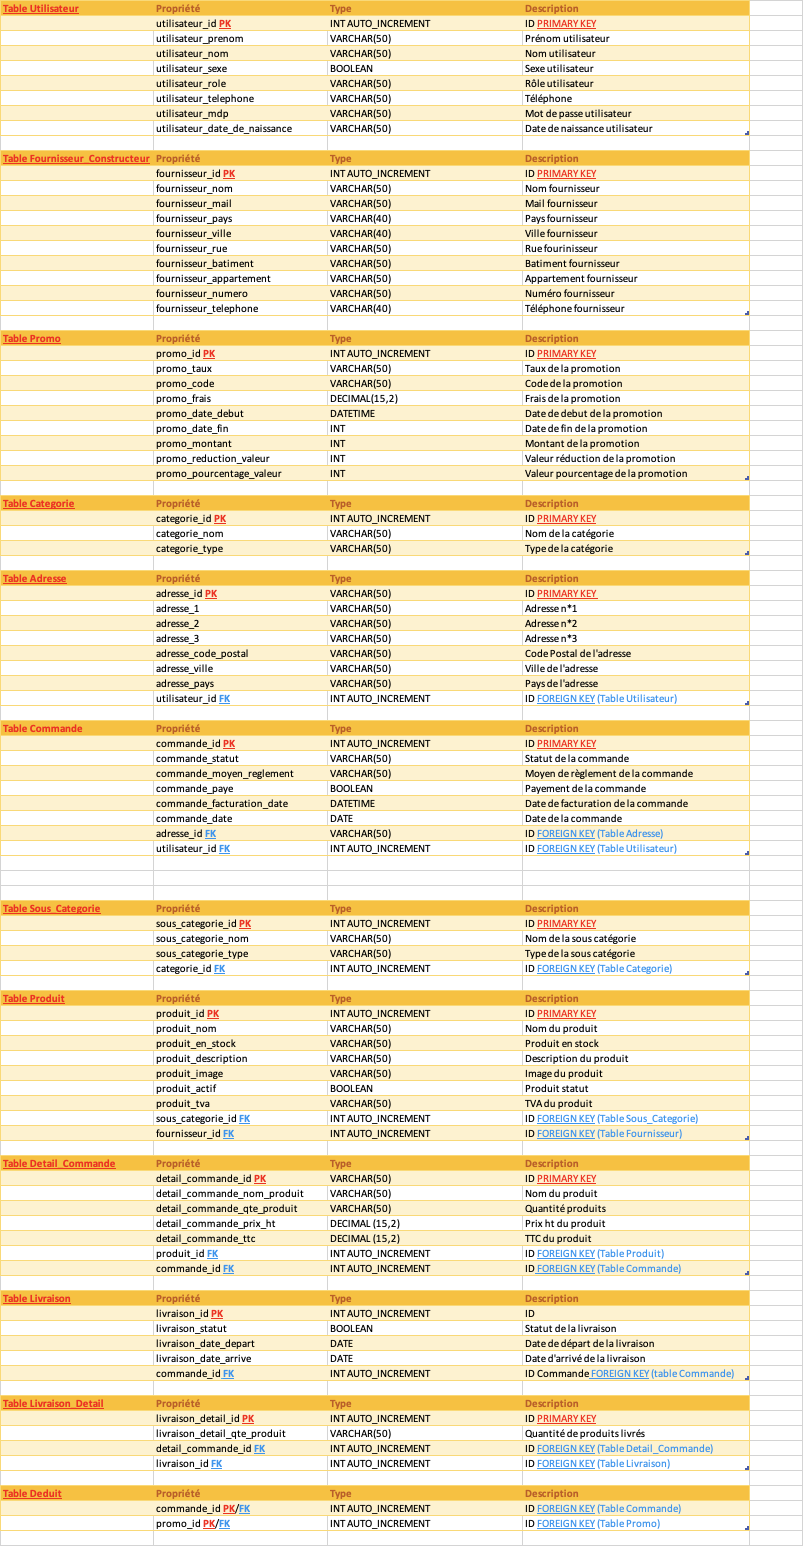 Table Utilisateur Propriété Type Description
utilisateur_id PK INT AUTO_INCREMENT ID PRIMARY KEY
utilisateur_prenom VARCHAR(50) Prénom utilisateur
utilisateur_nom VARCHAR(50) Nom utilisateur
utilisateur_sexe BOOLEAN Sexe utilisateur
utilisateur_role VARCHAR(50) Rôle utilisateur
utilisateur_telephone VARCHAR(50) Téléphone
utilisateur_mdp VARCHAR(50) Mot de passe utilisateur
utilisateur_date_de_naissance VARCHAR(50) Date de naissance utilisateur
Table Fournisseur_Constructeur Propriété Type Description
fournisseur_id PK INT AUTO_INCREMENT ID PRIMARY KEY
fournisseur_nom VARCHAR(50) Nom fournisseur
fournisseur_mail VARCHAR(50) Mail fournisseur
fournisseur_pays VARCHAR(40) Pays fournisseur
fournisseur_ville VARCHAR(40) Ville fournisseur
fournisseur_rue VARCHAR(50) Rue fourinisseur
fournisseur_batiment VARCHAR(50) Batiment fournisseur
fournisseur_appartement VARCHAR(50) Appartement fournisseur
fournisseur_numero VARCHAR(50) Numéro fournisseur
fournisseur_telephone VARCHAR(40) Téléphone fournisseur
Table Promo Propriété Type Description
promo_id PK INT AUTO_INCREMENT ID PRIMARY KEY
promo_taux VARCHAR(50) Taux de la promotion
promo_code VARCHAR(50) Code de la promotion
promo_frais DECIMAL(15,2) Frais de la promotion
promo_date_debut DATETIME Date de debut de la promotion
promo_date_fin INT Date de fin de la promotion
promo_montant INT Montant de la promotion
promo_reduction_valeur INT Valeur réduction de la promotion
promo_pourcentage_valeur INT Valeur pourcentage de la promotion
Table Categorie Propriété Type Description
categorie_id PK INT AUTO_INCREMENT ID PRIMARY KEY
categorie_nom VARCHAR(50) Nom de la catégorie
categorie_type VARCHAR(50) Type de la catégorie
Table Adresse Propriété Type Description
adresse_id PK VARCHAR(50) ID PRIMARY KEY
adresse_1 VARCHAR(50) Adresse n*1
adresse_2 VARCHAR(50) Adresse n*2
adresse_3 VARCHAR(50) Adresse n*3
adresse_code_postal VARCHAR(50) Code Postal de l'adresse
adresse_ville VARCHAR(50) Ville de l'adresse
adresse_pays VARCHAR(50) Pays de l'adresse
utilisateur_id FK INT AUTO_INCREMENT ID FOREIGN KEY (Table Utilisateur)
Table Commande Propriété Type Description
commande_id PK INT AUTO_INCREMENT ID PRIMARY KEY
commande_statut VARCHAR(50) Statut de la commande
commande_moyen_reglement VARCHAR(50) Moyen de règlement de la commande
commande_paye BOOLEAN Payement de la commande
commande_facturation_date DATETIME Date de facturation de la commande
commande_date DATE Date de la commande
adresse_id FK VARCHAR(50) ID FOREIGN KEY (Table Adresse)
utilisateur_id FK INT AUTO_INCREMENT ID FOREIGN KEY (Table Utilisateur)
Table Sous_Categorie Propriété Type Description
sous_categorie_id PK INT AUTO_INCREMENT ID PRIMARY KEY
sous_categorie_nom VARCHAR(50) Nom de la sous catégorie
sous_categorie_type VARCHAR(50) Type de la sous catégorie
categorie_id FK INT AUTO_INCREMENT ID FOREIGN KEY (Table Categorie)
Table Produit Propriété Type Description
produit_id PK INT AUTO_INCREMENT ID PRIMARY KEY
produit_nom VARCHAR(50) Nom du produit
produit_en_stock VARCHAR(50) Produit en stock
produit_description VARCHAR(50) Description du produit
produit_image VARCHAR(50) Image du produit
produit_actif BOOLEAN Produit statut
produit_tva VARCHAR(50) TVA du produit
sous_categorie_id FK INT AUTO_INCREMENT ID FOREIGN KEY (Table Sous_Categorie)
fournisseur_id FK INT AUTO_INCREMENT ID FOREIGN KEY (Table Fournisseur)
Table Detail_Commande Propriété Type Description
detail_commande_id PK VARCHAR(50) ID PRIMARY KEY
detail_commande_nom_produit VARCHAR(50) Nom du produit
detail_commande_qte_produit VARCHAR(50) Quantité produits
detail_commande_prix_ht DECIMAL (15,2) Prix ht du produit
detail_commande_ttc DECIMAL (15,2) TTC du produit
produit_id FK INT AUTO_INCREMENT ID FOREIGN KEY (Table Produit)
commande_id FK INT AUTO_INCREMENT ID FOREIGN KEY (Table Commande)
Table Livraison Propriété Type Description
livraison_id PK INT AUTO_INCREMENT ID
livraison_statut BOOLEAN Statut de la livraison
livraison_date_depart DATE Date de départ de la livraison
livraison_date_arrive DATE Date d'arrivé de la livraison
commande_id FK INT AUTO_INCREMENT ID Commande FOREIGN KEY (table Commande)
Table Livraison_Detail Propriété Type Description
livraison_detail_id PK INT AUTO_INCREMENT ID PRIMARY KEY
livraison_detail_qte_produit VARCHAR(50) Quantité de produits livrés
detail_commande_id FK INT AUTO_INCREMENT ID FOREIGN KEY (Table Detail_Commande)
livraison_id FK INT AUTO_INCREMENT ID FOREIGN KEY (Table Livraison)
Table Deduit Propriété Type Description
commande_id PK/FK INT AUTO_INCREMENT ID FOREIGN KEY (Table Commande)
promo_id PK/FK INT AUTO_INCREMENT ID FOREIGN KEY (Table Promo)